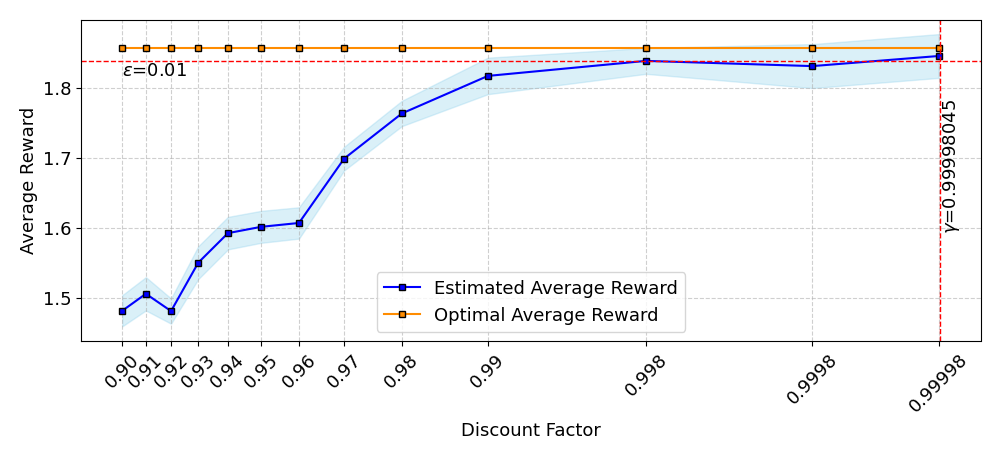 ε=0.01
1.8
1.7
1.6
1.5
Average Reward
γ=0.99998045
Estimated Average Reward
Optimal Average Reward
0.90
0.91
0.92
0.93
0.94
0.95
0.96
0.97
0.98
0.99
0.998
0.9998
0.99998
Discount Factor